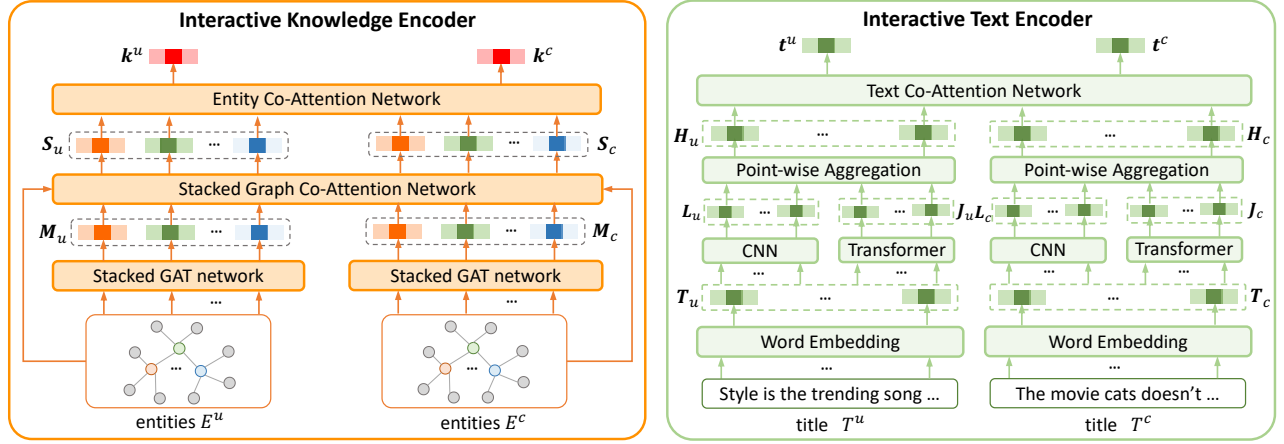 Interactive Knowledge Encoder
k^u
k^c
Entity Co-Attention Network
S_u
...
...
S_c
Stacked Graph Co-Attention Network
M_u
...
...
M_c
Stacked GAT network
Stacked GAT network
...
...
...
...
entities E^u
entities E^c
Interactive Text Encoder
t^u
t^c
Text Co-Attention Network
H_u
...
...
H_c
Point-wise Aggregation
Point-wise Aggregation
L_u
...
...
J_u
L_c
...
...
J_c
CNN
Transformer
CNN
Transformer
...
...
...
...
T_u
...
...
T_c
Word Embedding
Word Embedding
...
...
Style is the trending song ...
The movie cats doesn't ...
title T^u
title T^c